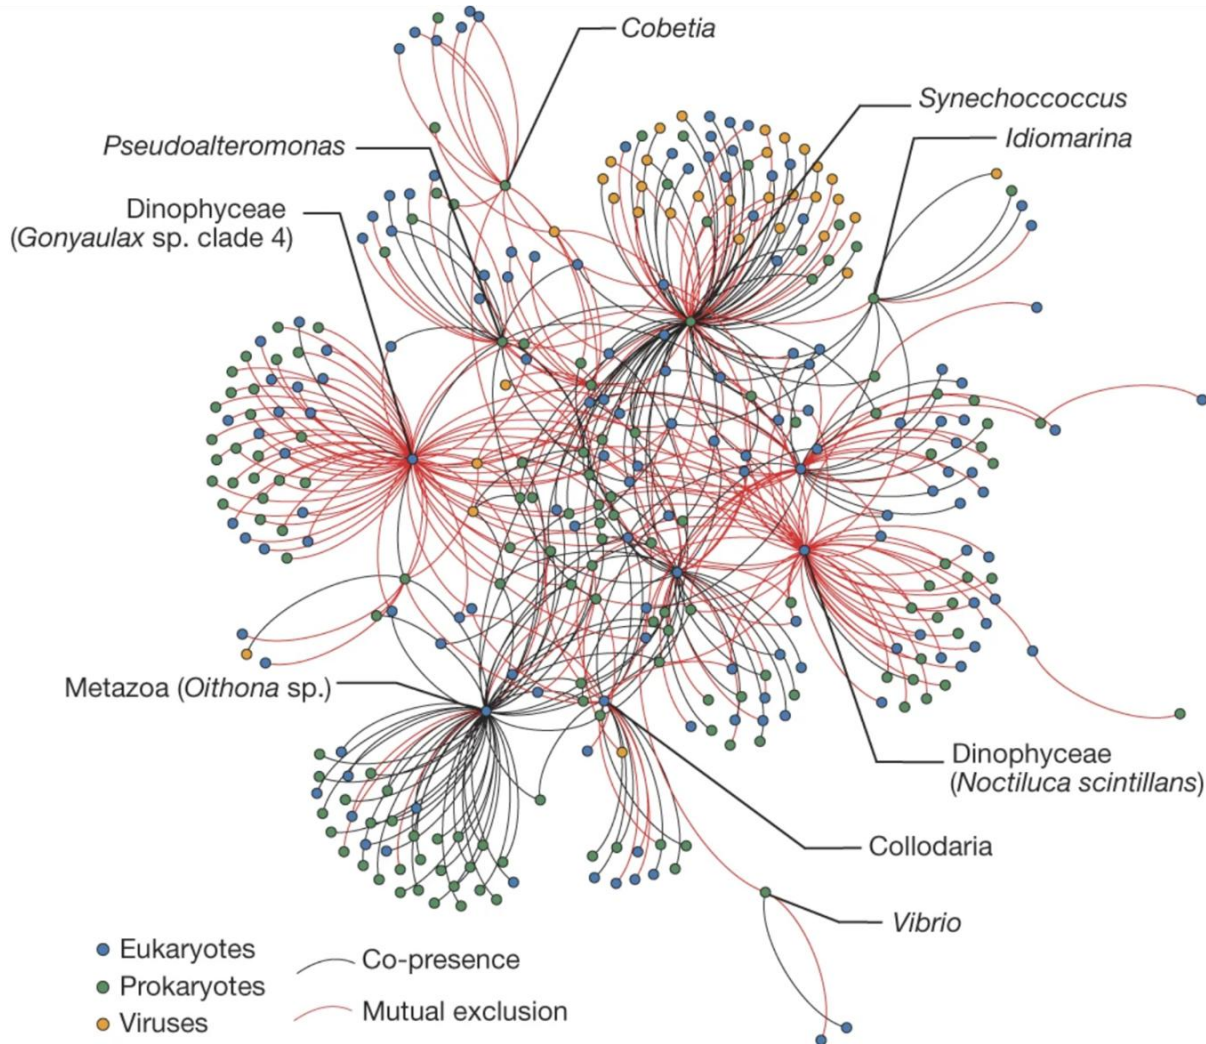 Cobetia
Synechoccoccus
Pseudoalteromonas
Idiomarina
Dinophyceae
(Gonyaulax sp. clade 4)
Metazoa (Oithona sp.)
Dinophyceae
(Noctiluca scintillans)
Collodaria
Vibrio
Eukaryotes
Prokaryotes
Viruses
Co-presence
Mutual exclusion